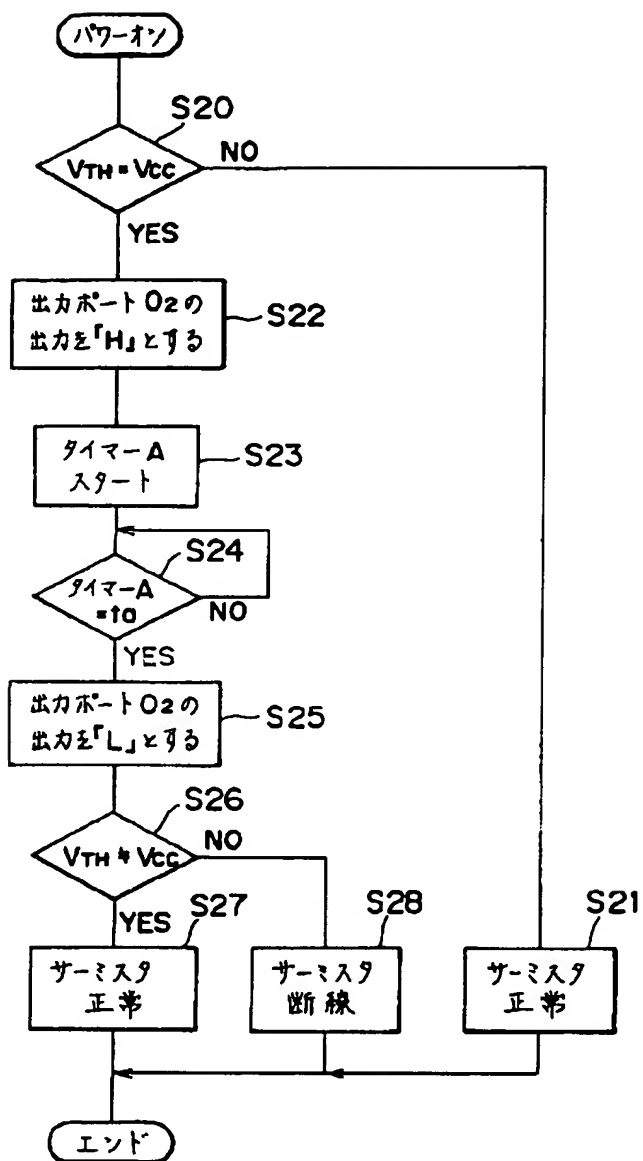 パワーオン
S20
VTH = VCC
NO
YES
出力ポートO2の
出力を「H」とする
S22
タイマーA
スタート
S23
S24
タイマーA
=ta
NO
YES
出力ポートO2の
出力を「L」とする
S25
S26
VTH ≠ VCC
NO
YES
S27
S28
S21
サーミスタ
正常
サーミスタ
断線
サーミスタ
正常
エンド